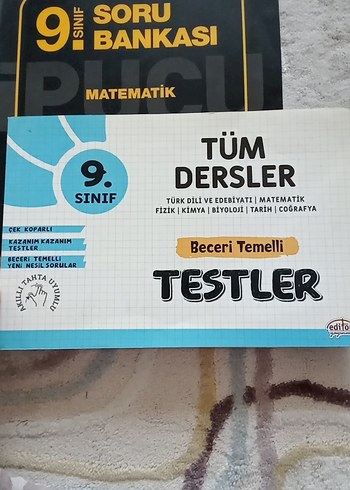 9. SINIF SORU
BANKASI
PUÇU
MATEMATİK
9.
SINIF
TÜM
DERSLER
TÜRK DİLİ VE EDEBİYATI | MATEMATİK
FİZİK | KİMYA | BİYOLOJİ | TARİH | COĞRAFYA
ÇEK KOPARLI
KAZANIM KAZANIM
TESTLER
BECERİ TEMELLİ
YENİ NESİL SORULAR
AKILLI TAHTA UYUMLU
Beceri Temelli
TESTLER